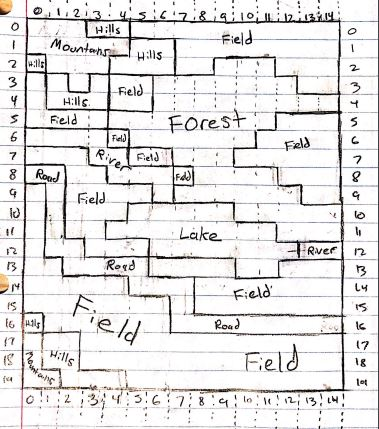 0 1 2 3 4 5 6 7 8 9 10 11 12 13 14
0 Hills Field 0
1 Mountains Hills 1
2 Hills 2
3 Field 3
4 Hills 4
5 Field Forest 5
6 Field Field 6
7 River Field 7
8 Road Field 8
9 Field 9
10 10
11 Lake 11
12 River 12
13 Road 13
14 Field 14
15 Field 15
16 Hills Road 16
17 Hills 17
18 Mountains Field 18
19 19
0 1 2 3 4 5 6 7 8 9 10 11 12 13 14